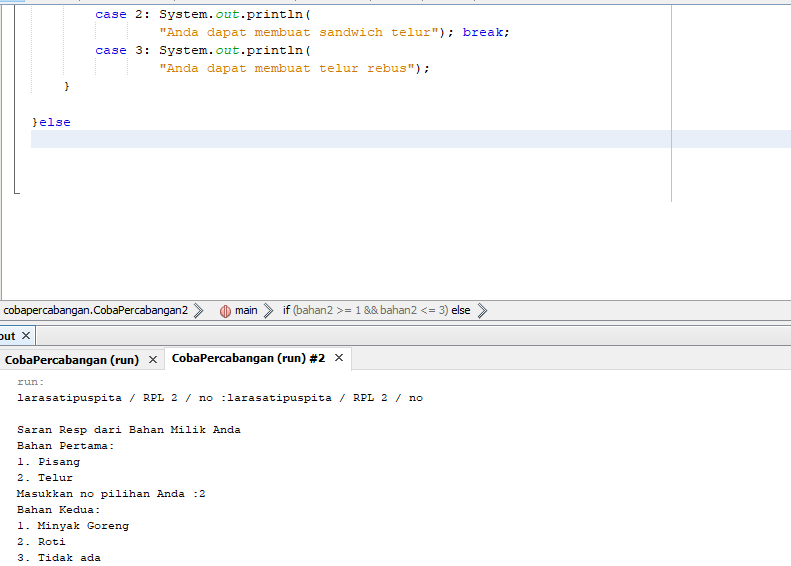 case 2: System.out.println(
"Anda dapat membuat sandwich telur"); break;
case 3: System.out.println(
"Anda dapat membuat telur rebus");
}
}else
cobapercabangan.CobaPercabangan2 main if (bahan2 >= 1 && bahan2 <= 3) else
out ×
CobaPercabangan (run) × CobaPercabangan (run) #2 ×
run:
larasatipuspita / RPL 2 / no :larasatipuspita / RPL 2 / no
Saran Resp dari Bahan Milik Anda
Bahan Pertama:
1. Pisang
2. Telur
Masukkan no pilihan Anda :2
Bahan Kedua:
1. Minyak Goreng
2. Roti
3. Tidak ada